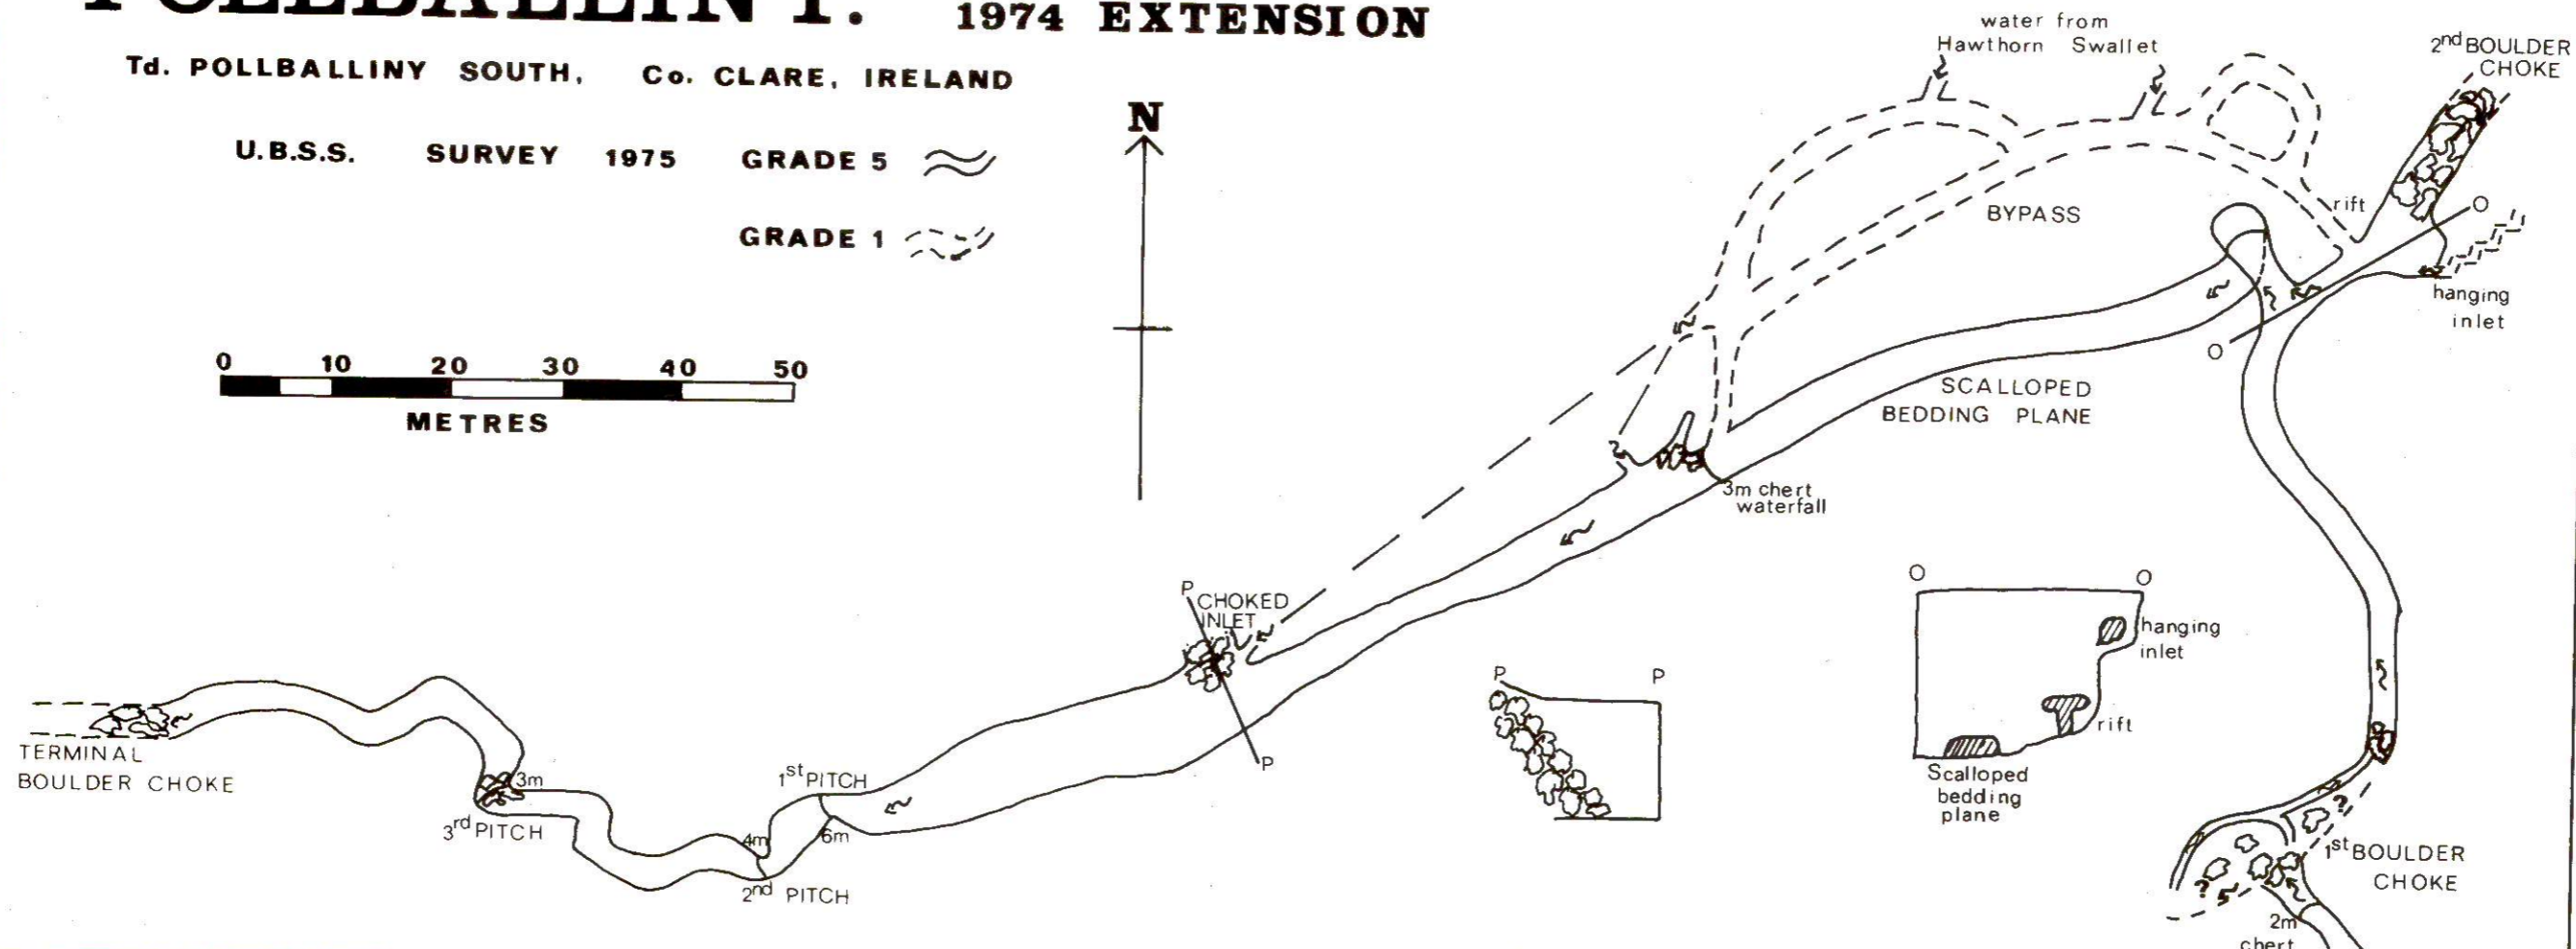 POLLBALLINY. 1974 EXTENSION
Td. POLLBALLINY SOUTH, Co. CLARE, IRELAND
U.B.S.S. SURVEY 1975 GRADE 5
GRADE 1
N
0 10 20 30 40 50
METRES
water from
Hawthorn Swallet
2nd BOULDER
CHOKE
rift
BYPASS
O
hanging
inlet
O
SCALLOPED
BEDDING PLANE
3m chert
waterfall
P
CHOKED
INLET
P
TERMINAL
BOULDER CHOKE
3m
3rd PITCH
1st PITCH
4m
6m
2nd PITCH
P P
O O
hanging
inlet
rift
Scalloped
bedding
plane
?
1st BOULDER
CHOKE
?
2m
chert